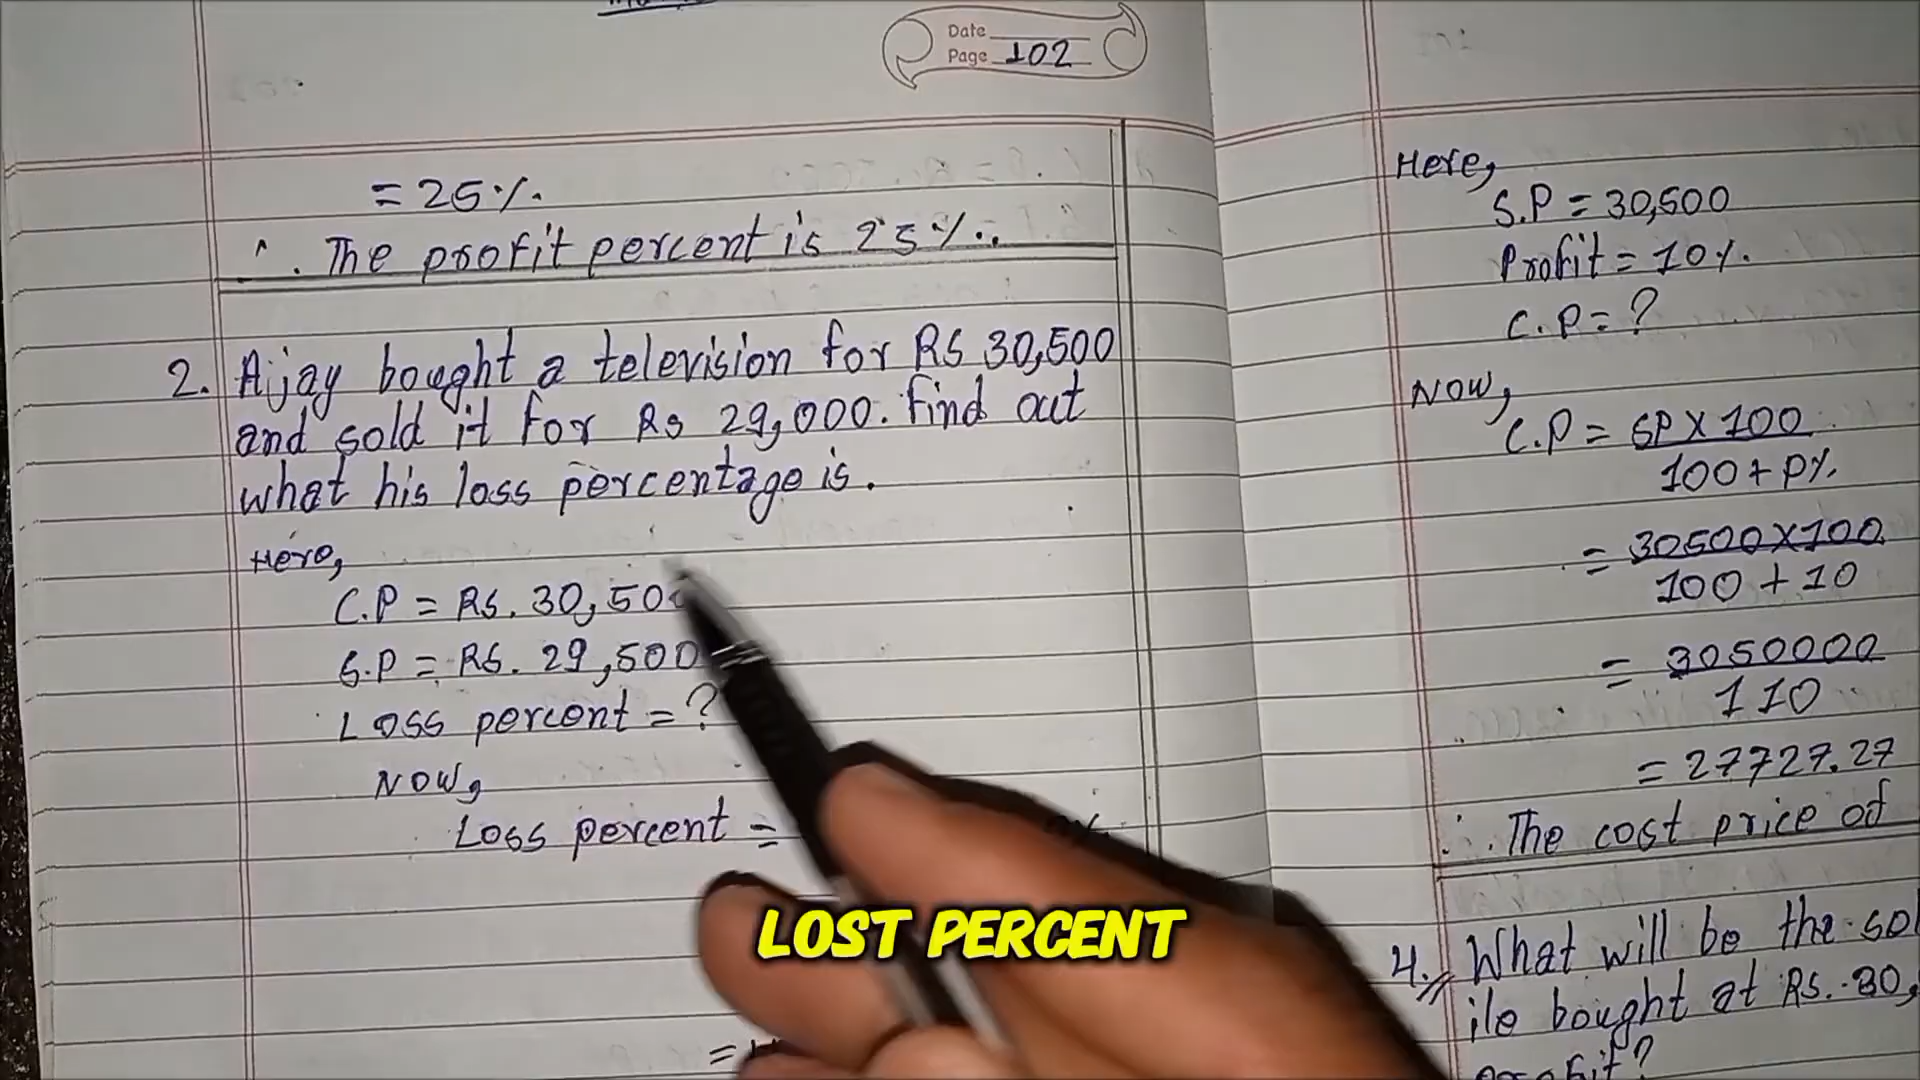 Date
Page 102
= 25%.
∴ The profit percent is 25%.
2. Ajay bought a television for Rs 30,500
and sold it for Rs 29,000. Find out
what his loss percentage is.
Here,
C.P = Rs. 30,500
S.P = Rs. 29,500
Loss percent = ?
Now,
Loss percent =
LOST PERCENT
Here,
S.P = 30,500
Profit = 10%.
C.P = ?
Now,
C.P = SP X 100
100 + P%
= 30500X100
100 + 10
= 3050000
110
= 27727.27
∴ The cost price of
4. What will be the
bought at Rs. 30,
profit?